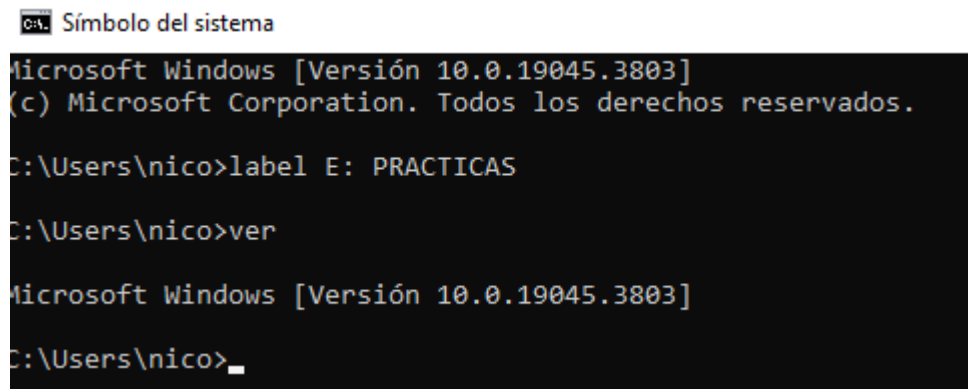 Símbolo del sistema
Microsoft Windows [Versión 10.0.19045.3803]
(c) Microsoft Corporation. Todos los derechos reservados.
C:\Users\nico>label E: PRACTICAS
C:\Users\nico>ver
Microsoft Windows [Versión 10.0.19045.3803]
C:\Users\nico>